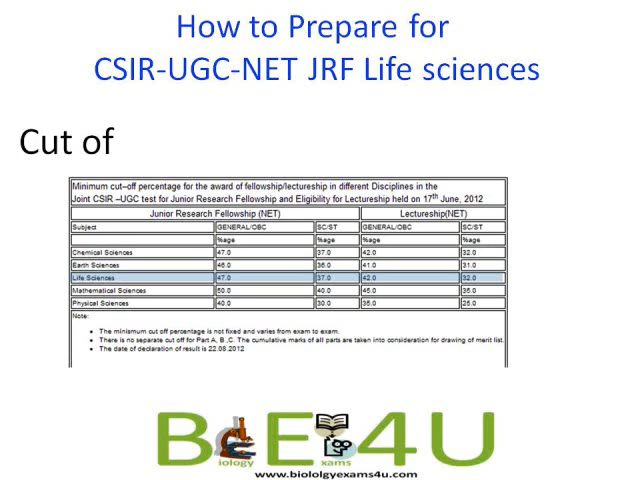 How to Prepare for
CSIR-UGC-NET JRF Life sciences
Cut of
Minimum cut–off percentage for the award of fellowship/lectureship in different Disciplines in the
Joint CSIR –UGC test for Junior Research Fellowship and Eligibility for Lectureship held on 17th June, 2012
Junior Research Fellowship (NET) Lectureship(NET)
Subject GENERAL/OBC SC/ST GENERAL/OBC SC/ST
%age %age %age %age
Chemical Sciences 47.0 37.0 42.0 32.0
Earth Sciences 46.0 36.0 41.0 31.0
Life Sciences 47.0 37.0 42.0 32.0
Mathematical Sciences 50.0 40.0 45.0 35.0
Physical Sciences 40.0 30.0 35.0 25.0
Note:
• The minismum cut off percentage is not fixed and varies from exam to exam.
• There is no separate cut off for Part A, B ,C. The cumulative marks of all parts are taken into consideration for drawing of merit list.
• The date of declaration of result is 22.08.2012
B E 4 U
iology xams
www.biololgyexams4u.com